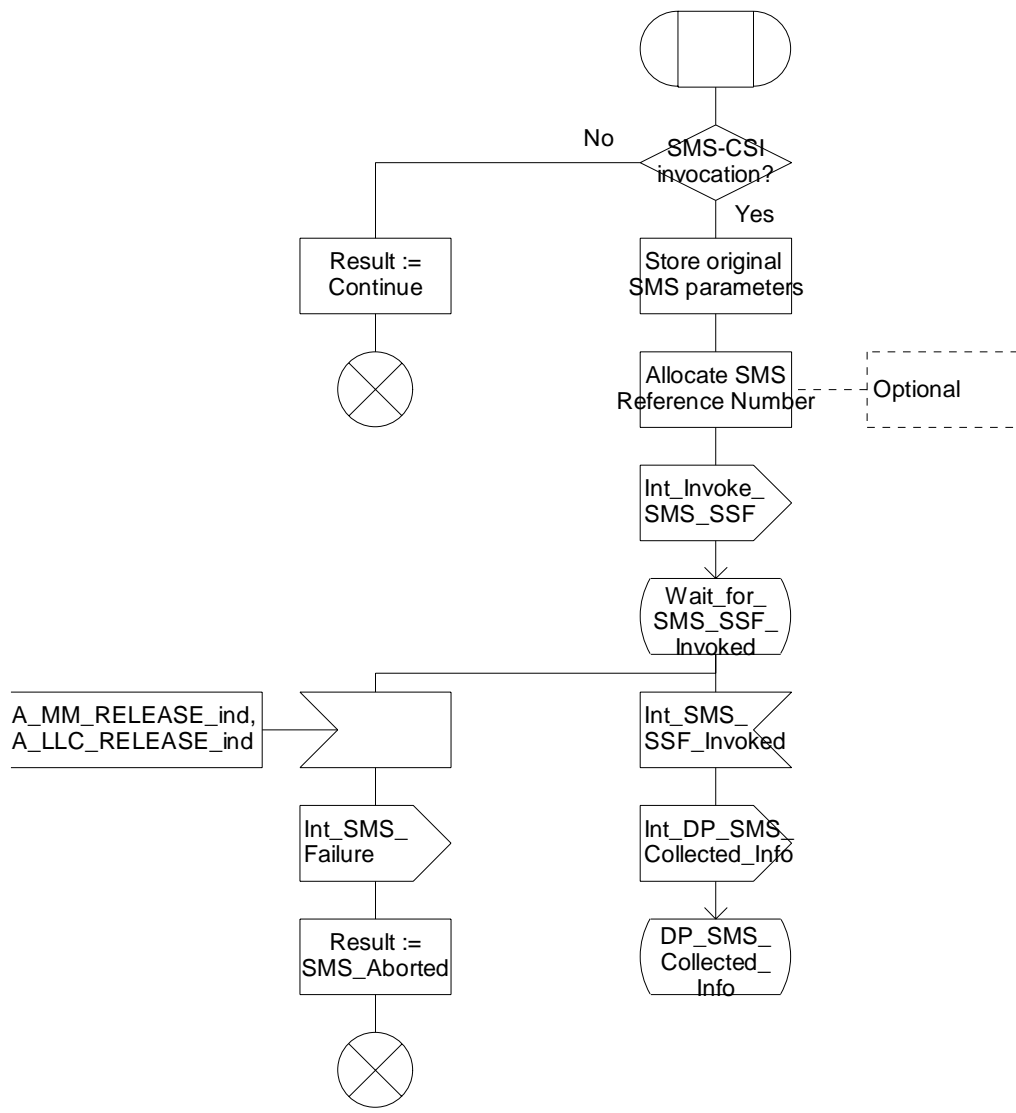 No
SMS-CSI
invocation?
Yes
Result :=
Continue
Store original
SMS parameters
Allocate SMS
Reference Number
Optional
Int_Invoke_
SMS_SSF
Wait_for_
SMS_SSF_
Invoked
A_MM_RELEASE_ind,
A_LLC_RELEASE_ind
Int_SMS_
SSF_Invoked
Int_SMS_
Failure
Int_DP_SMS_
Collected_Info
Result :=
SMS_Aborted
DP_SMS_
Collected_
Info